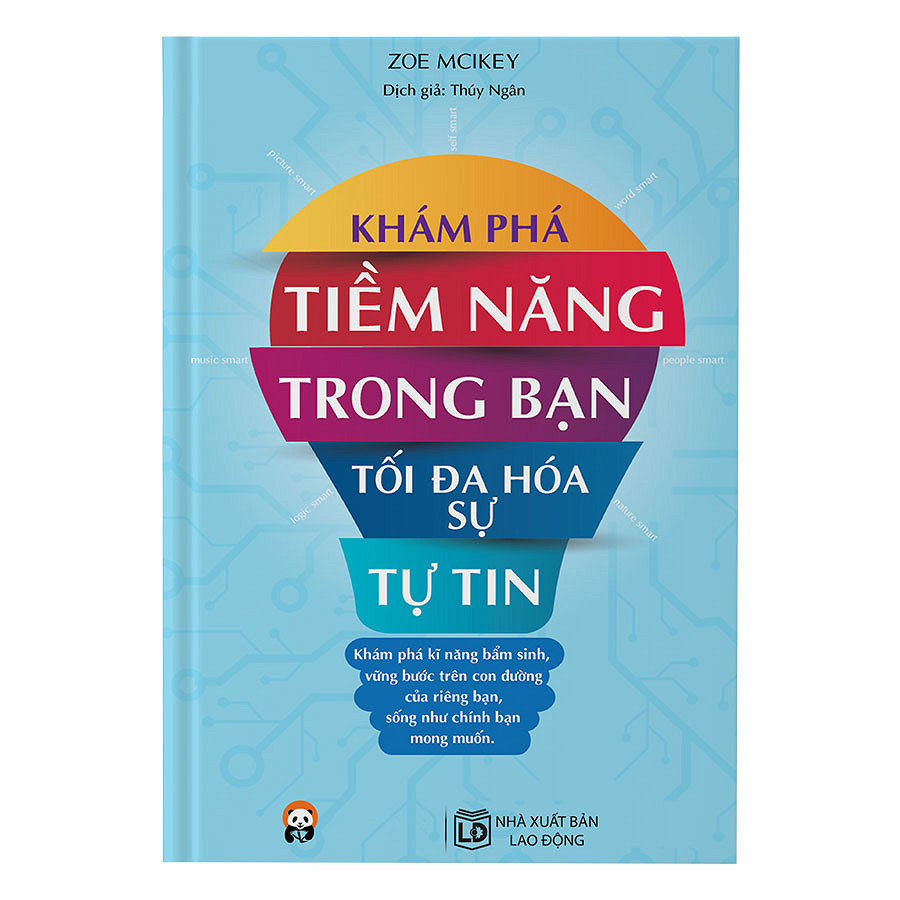 ZOE MCIKEY
Dịch giả: Thúy Ngân
self smart
picture smart
word smart
KHÁM PHÁ
TIỀM NĂNG
music smart
people smart
TRONG BẠN
TỐI ĐA HÓA
SỰ
logic smart
nature smart
TỰ TIN
Khám phá kĩ năng bẩm sinh,
vững bước trên con đường
của riêng bạn,
sống như chính bạn
mong muốn.
LĐ
NHÀ XUẤT BẢN
LAO ĐỘNG